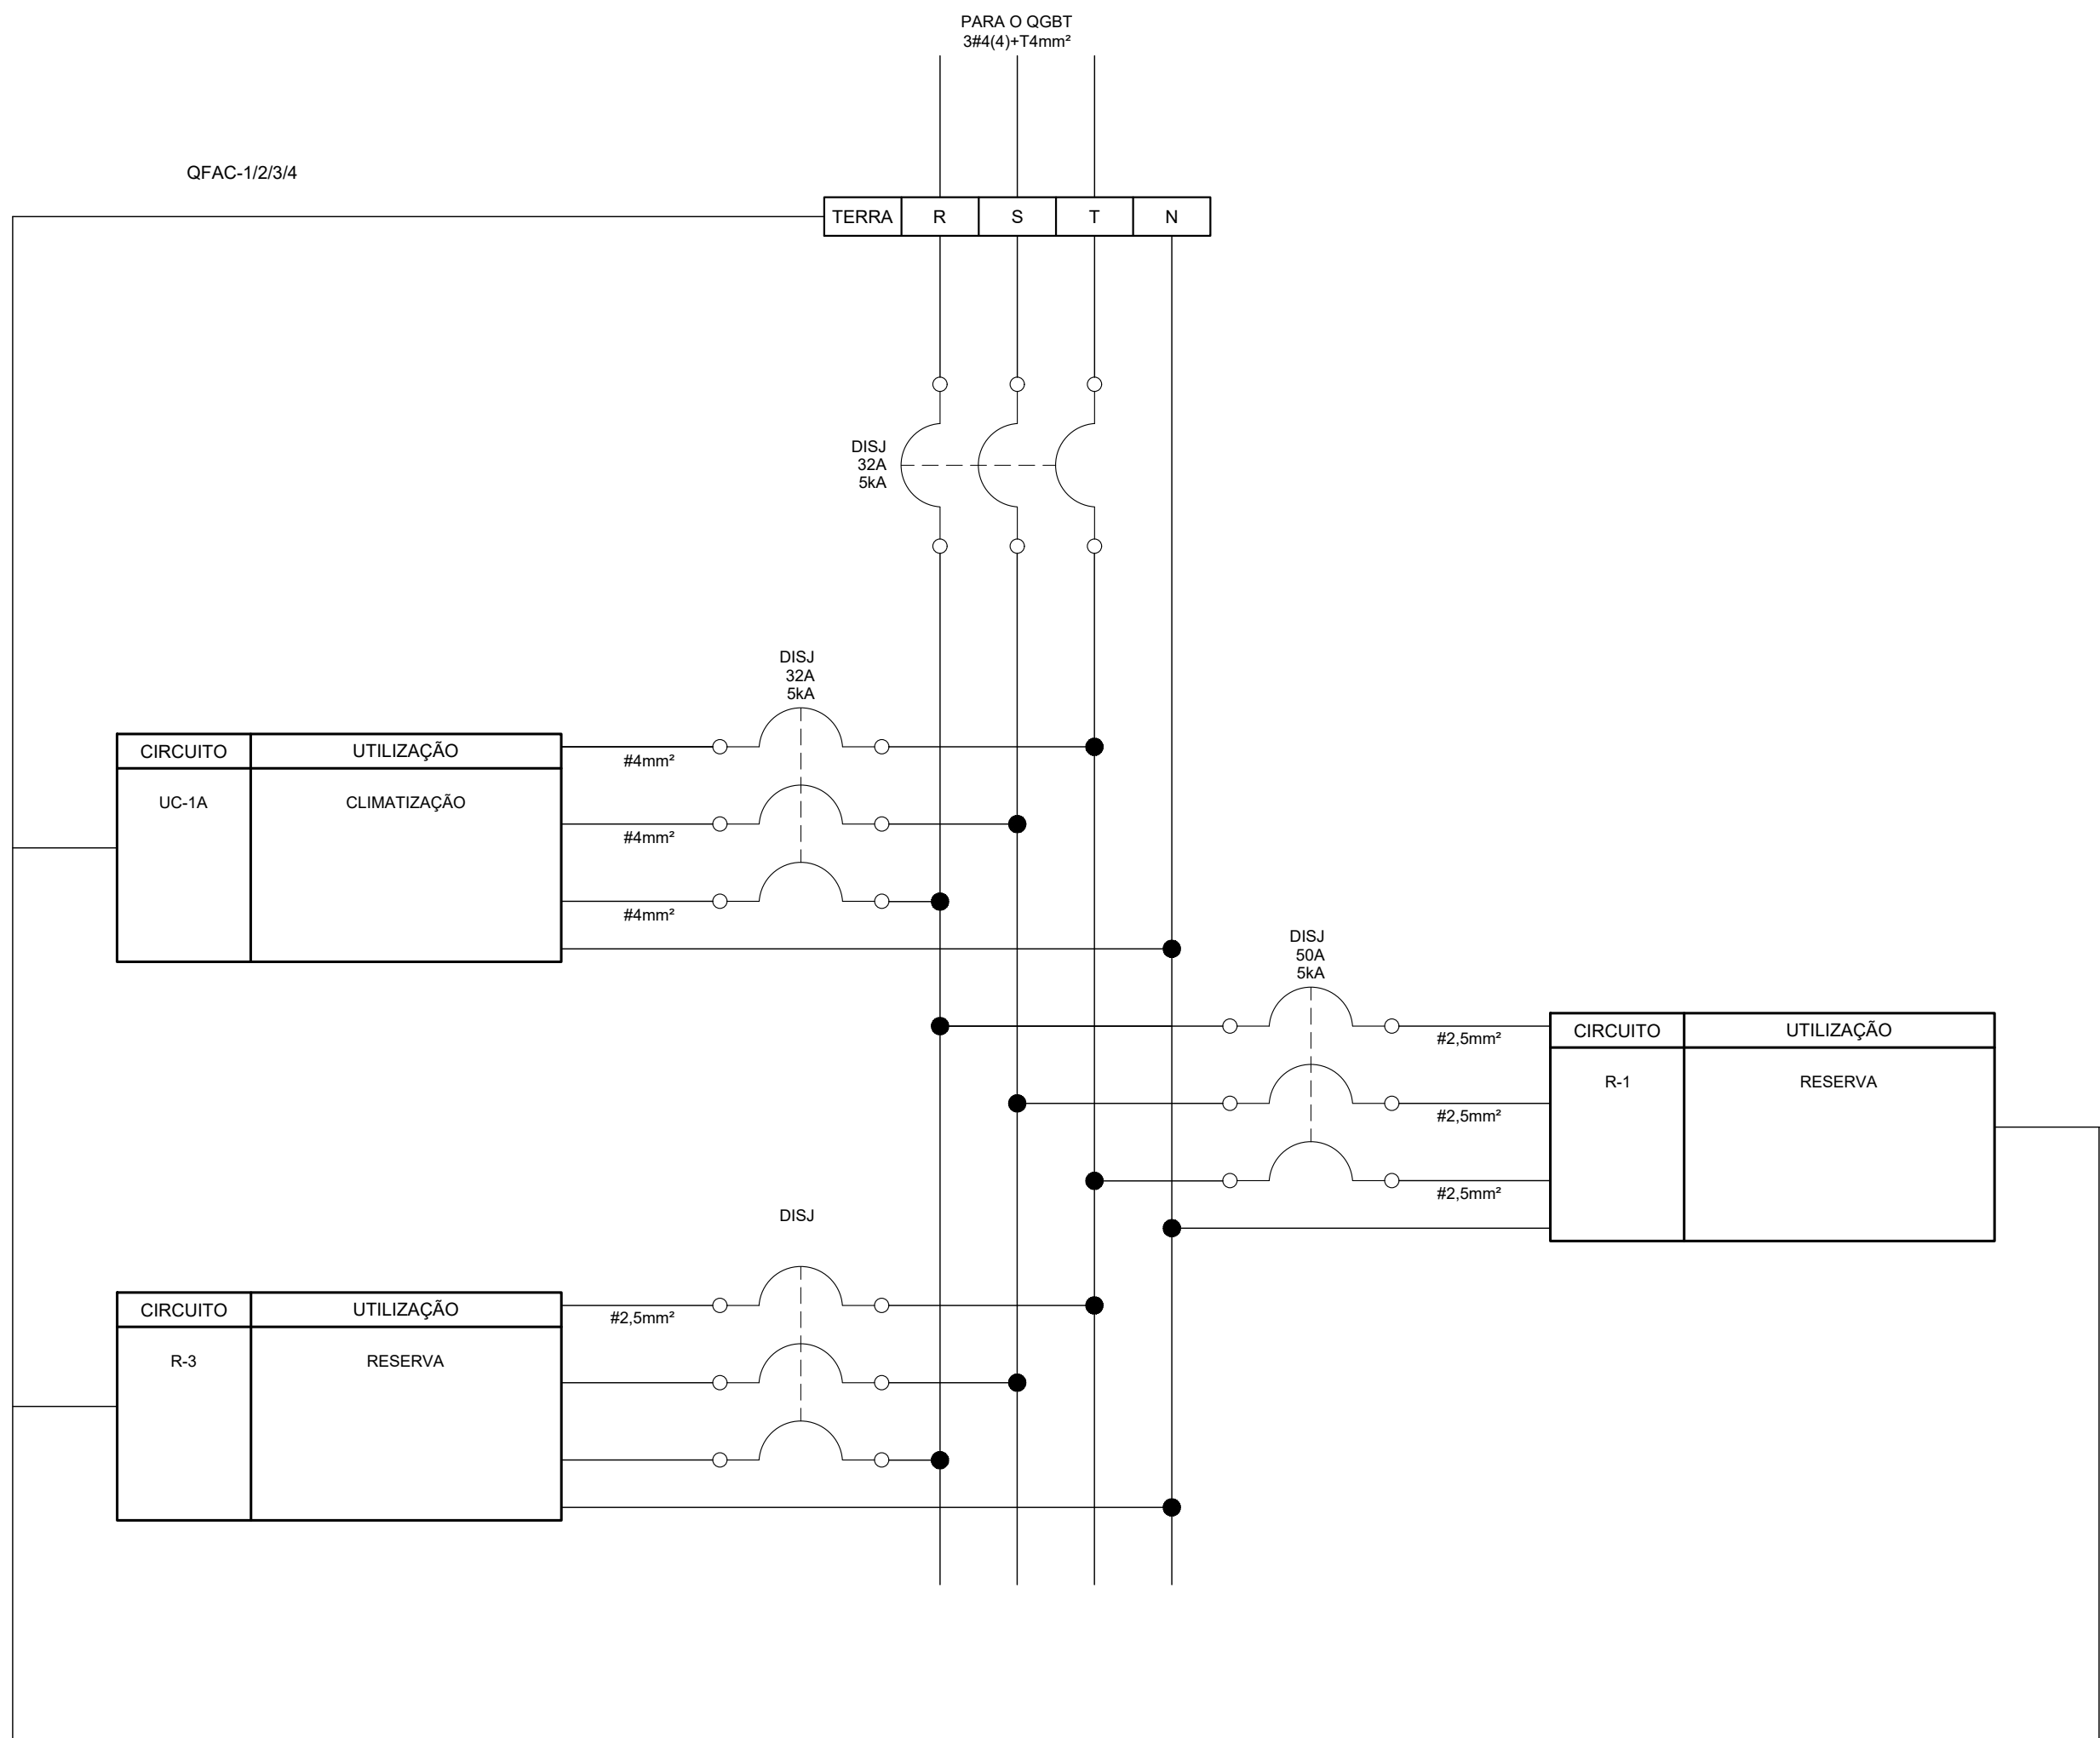 PARA O QGBT
3#4(4)+T4mm²
QFAC-1/2/3/4
TERRA R S T N
DISJ
32A
5kA
DISJ
32A
5kA
CIRCUITO UTILIZAÇÃO
UC-1A CLIMATIZAÇÃO
#4mm²
#4mm²
#4mm²
DISJ
50A
5kA
#2,5mm²
#2,5mm²
#2,5mm²
CIRCUITO UTILIZAÇÃO
R-1 RESERVA
DISJ
CIRCUITO UTILIZAÇÃO
R-3 RESERVA
#2,5mm²